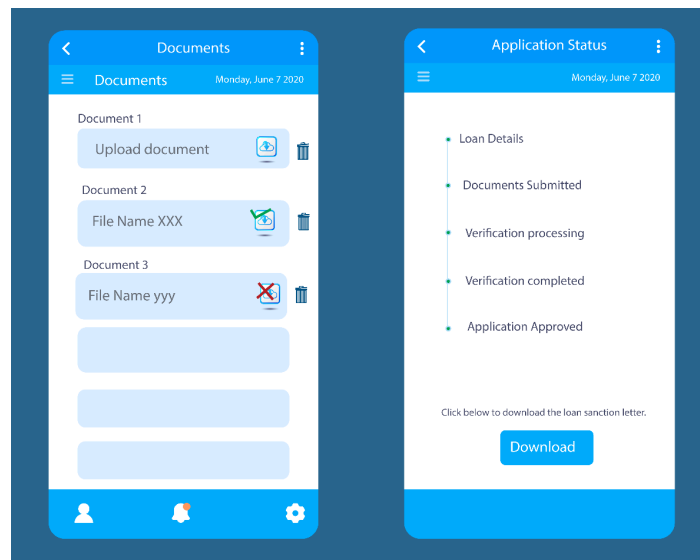 Documents
Documents
Monday, June 7 2020
Document 1
Upload document
Document 2
File Name XXX
Document 3
File Name yyy
Application Status
Monday, June 7 2020
Loan Details
Documents Submitted
Verification processing
Verification completed
Application Approved
Click below to download the loan sanction letter.
Download